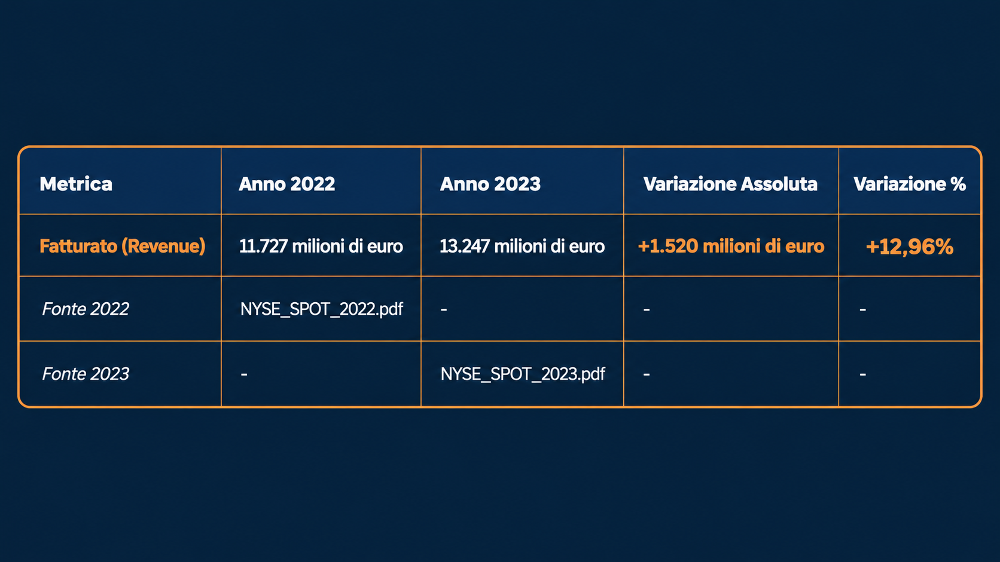 Metrica Anno 2022 Anno 2023 Variazione Assoluta Variazione %
Fatturato (Revenue) 11.727 milioni di euro 13.247 milioni di euro +1.520 milioni di euro +12,96%
Fonte 2022 NYSE_SPOT_2022.pdf - - -
Fonte 2023 - NYSE_SPOT_2023.pdf - -